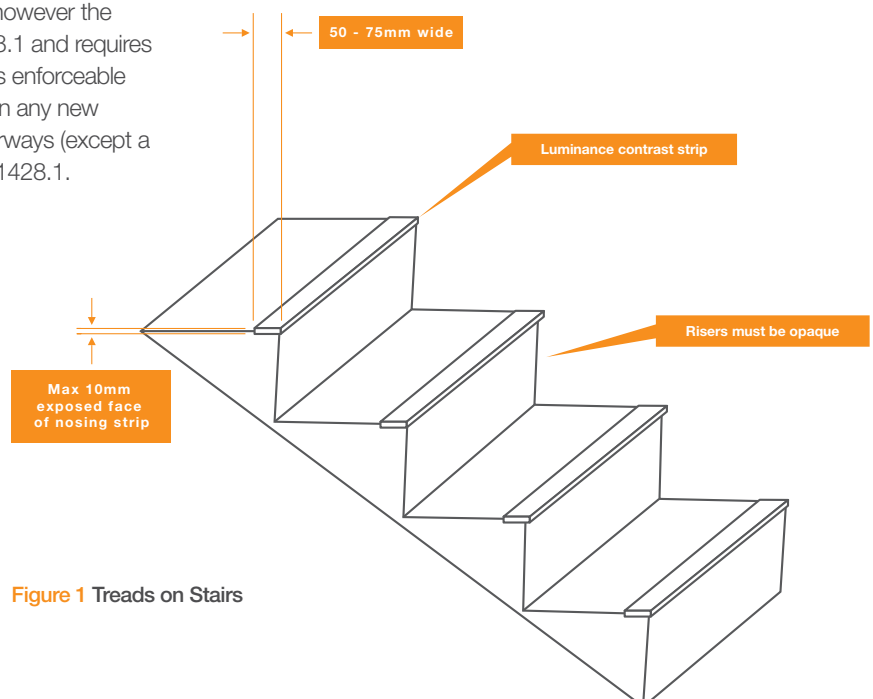 however the
3.1 and requires
s enforceable
n any new
rways (except a
1428.1.
50 - 75mm wide
Luminance contrast strip
Risers must be opaque
Max 10mm
exposed face
of nosing strip
Figure 1 Treads on Stairs